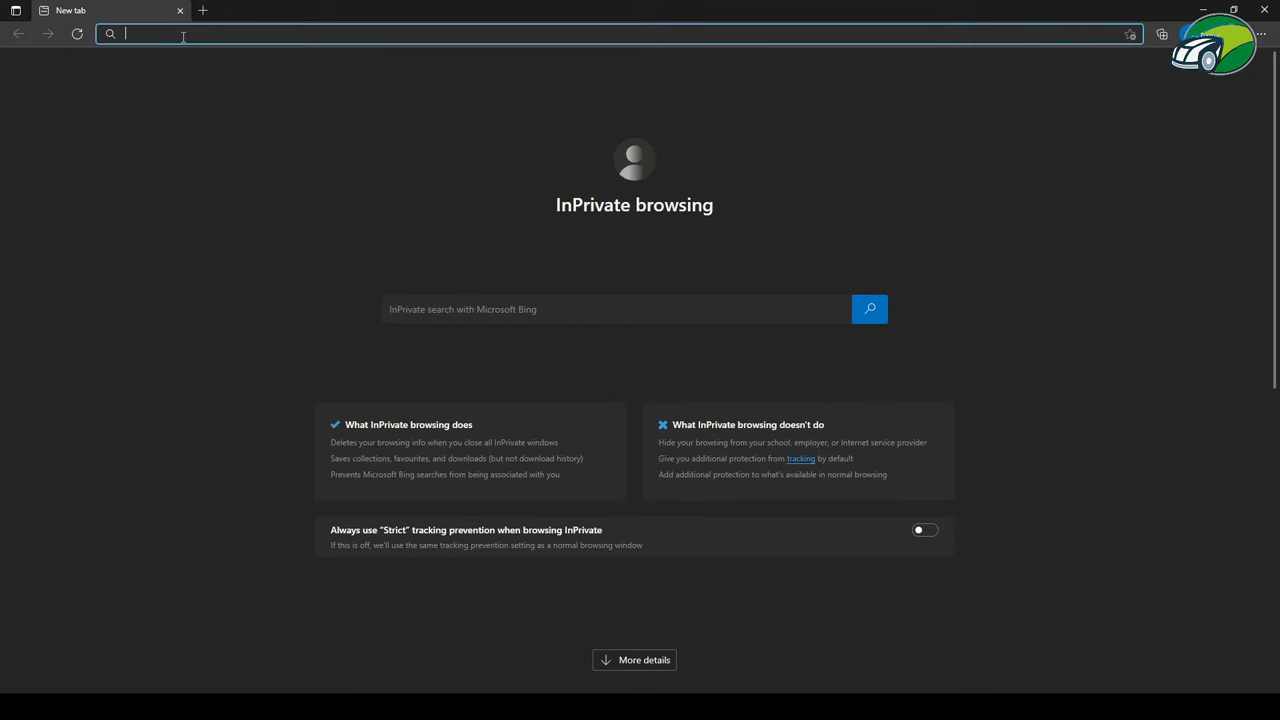 New tab
InPrivate browsing
InPrivate search with Microsoft Bing
What InPrivate browsing does
Deletes your browsing info when you close all InPrivate windows
Saves collections, favourites, and downloads (but not download history)
Prevents Microsoft Bing searches from being associated with you
What InPrivate browsing doesn't do
Hide your browsing from your school, employer, or Internet service provider
Give you additional protection from tracking by default
Add additional protection to what's available in normal browsing
Always use "Strict" tracking prevention when browsing InPrivate
If this is off, we'll use the same tracking prevention setting as a normal browsing window
More details